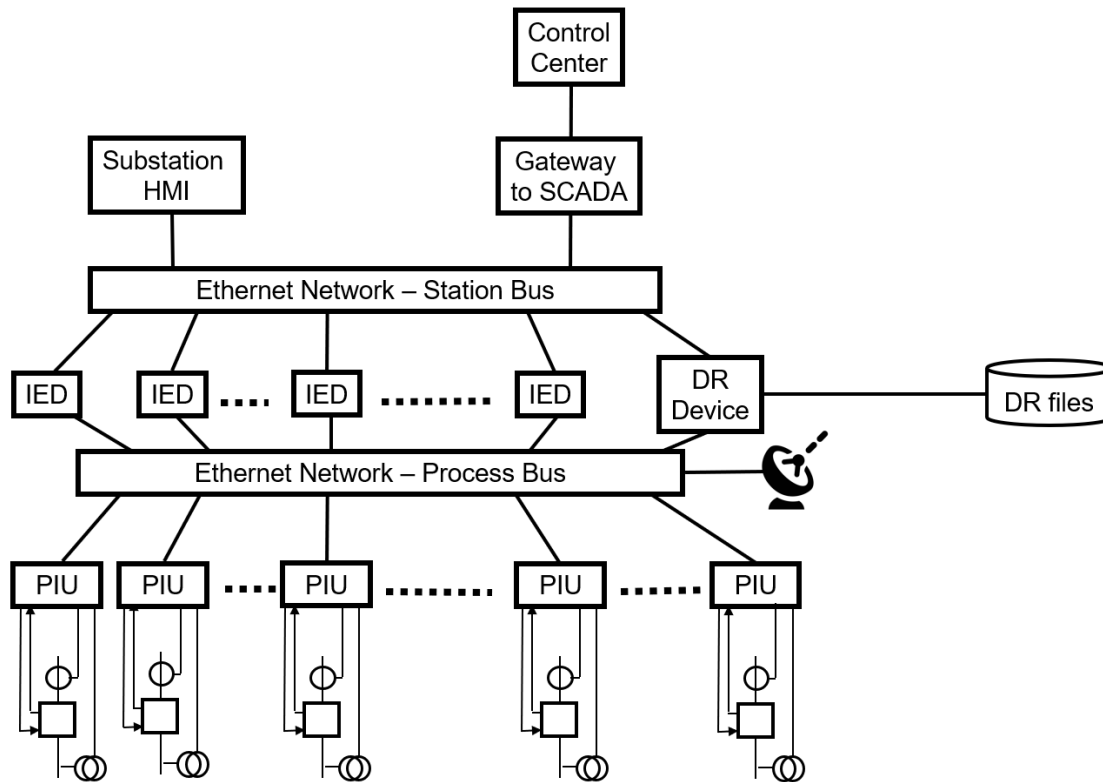 Control
Center
Substation
HMI
Gateway
to SCADA
Ethernet Network – Station Bus
IED
IED
IED
IED
DR
Device
DR files
Ethernet Network – Process Bus
PIU
PIU
PIU
PIU
PIU